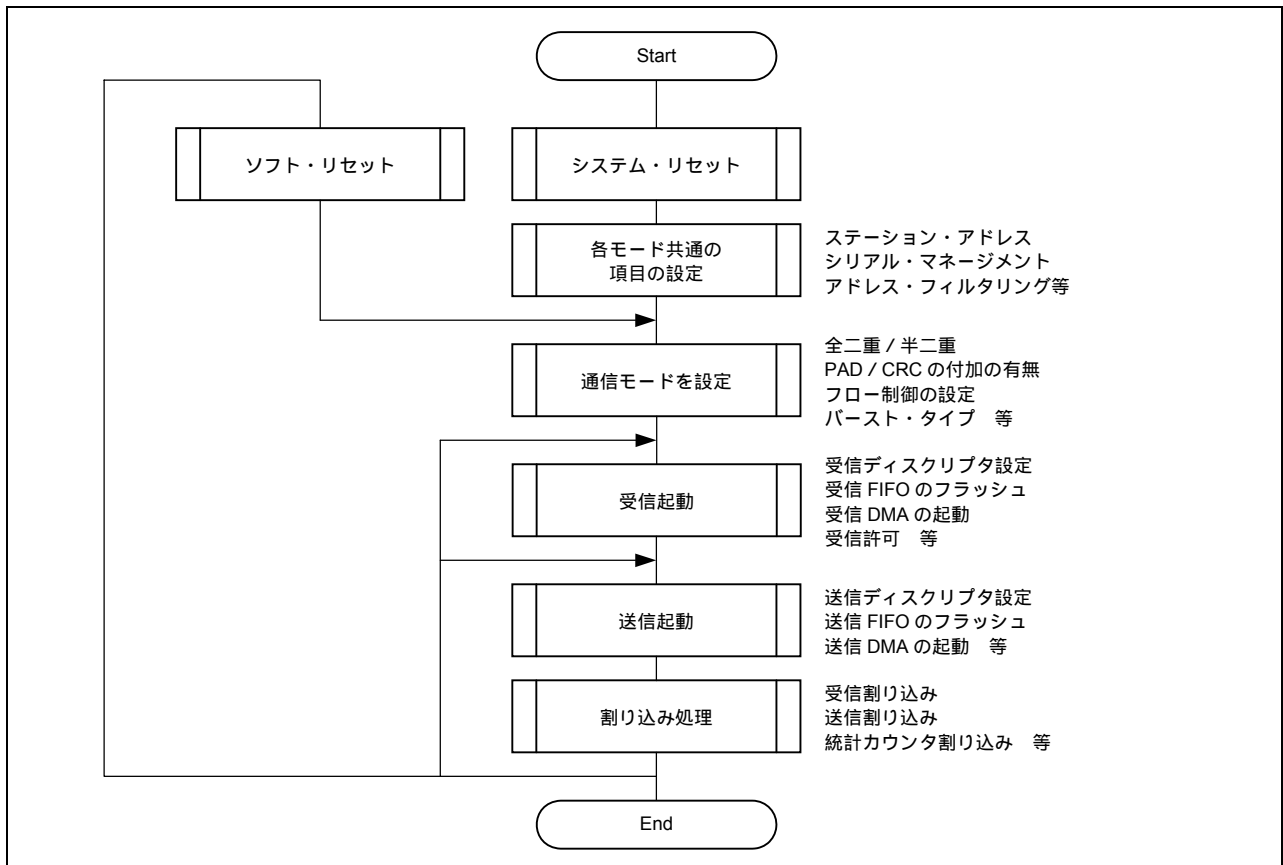 Start
ソフト・リセット
システム・リセット
各モード共通の
項目の設定
ステーション・アドレス
シリアル・マネージメント
アドレス・フィルタリング等
通信モードを設定
全二重 / 半二重
PAD / CRC の付加の有無
フロー制御の設定
バースト・タイプ　等
受信起動
受信ディスクリプタ設定
受信 FIFO のフラッシュ
受信 DMA の起動
受信許可　等
送信起動
送信ディスクリプタ設定
送信 FIFO のフラッシュ
送信 DMA の起動　等
割り込み処理
受信割り込み
送信割り込み
統計カウンタ割り込み　等
End